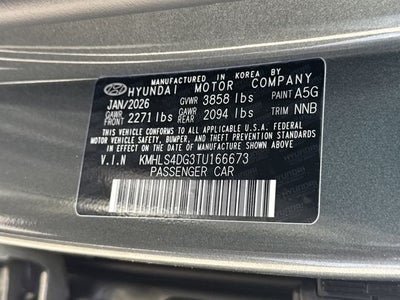 MANUFACTURED IN KOREA BY
HYUNDAI MOTOR COMPANY
JAN/2026 GVWR 3858 lbs PAINT A5G
GAWR FRT 2271 lbs GAWR RR 2094 lbs TRIM NNB
THIS VEHICLE CONFORMS TO ALL APPLICABLE U.S.A. FEDERAL
MOTOR VEHICLE SAFETY, BUMPER, AND THEFT PREVENTION STANDARDS
IN EFFECT ON THE DATE OF MANUFACTURE SHOWN ABOVE.
V.I.N KMHLS4DG3TU166673
PASSENGER CAR